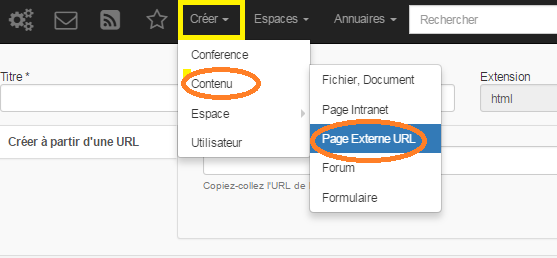 Créer Espaces Annuaires Rechercher
Conference
Titre * Contenu Fichier, Document Extension
Espace Page Intranet html
Créer à partir d'une URL Utilisateur Page Externe URL
Copiez-collez l'URL de Forum
Formulaire